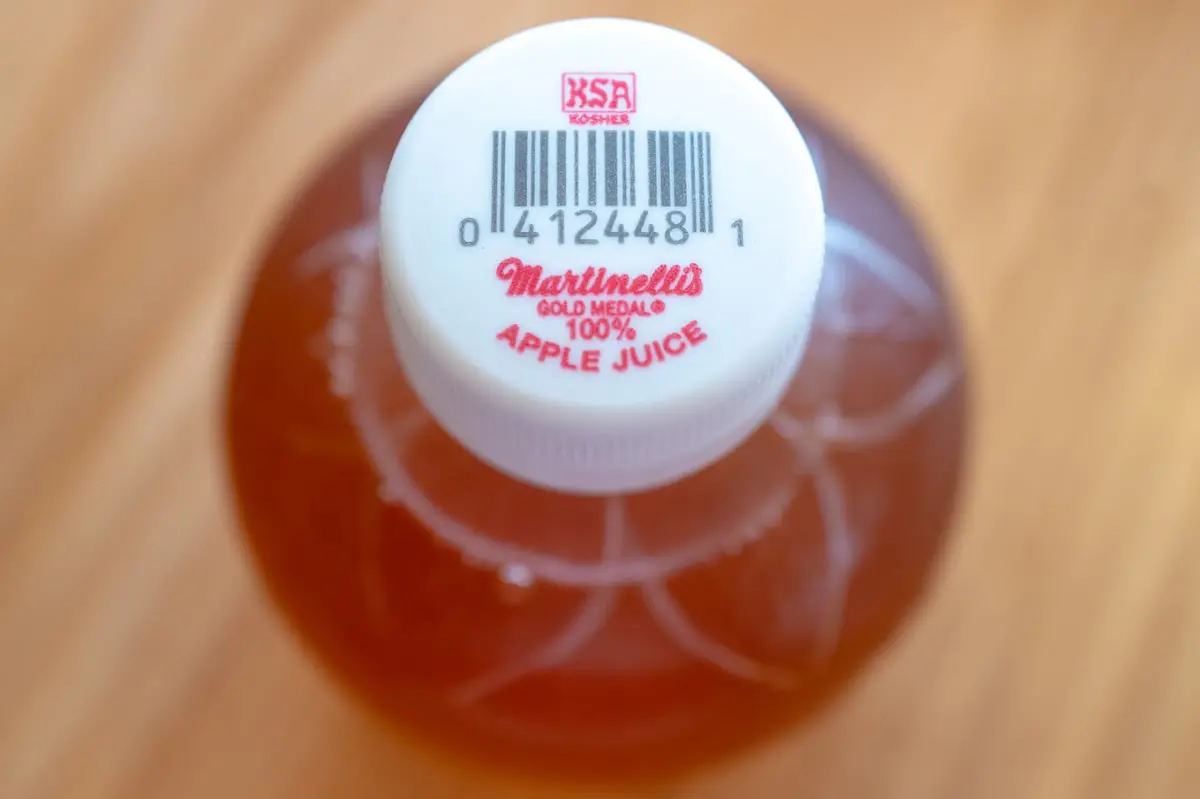 KSA
KOSHER
0 412448 1
Martinelli's
GOLD MEDAL®
100%
APPLE JUICE